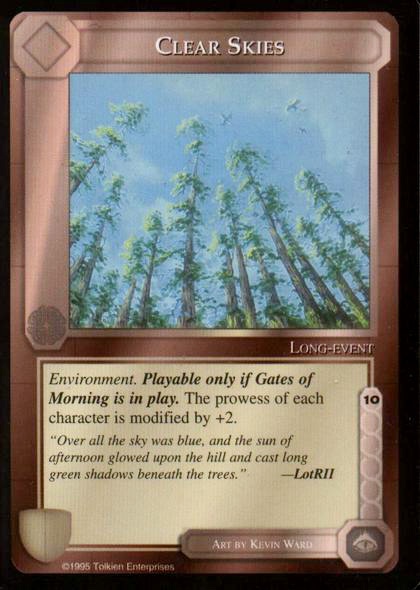 Clear Skies
Long-event
Environment. Playable only if Gates of
Morning is in play. The prowess of each
character is modified by +2.
10
“Over all the sky was blue, and the sun of
afternoon glowed upon the hill and cast long
green shadows beneath the trees.” —LotRII
Art by Kevin Ward
©1995 Tolkien Enterprises